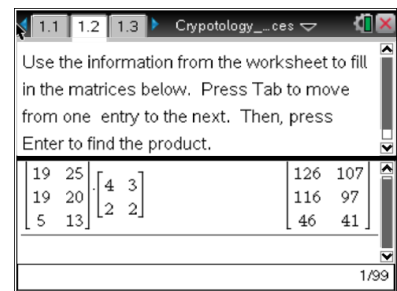 1.1 1.2 1.3 Crypotology_...ces
Use the information from the worksheet to fill
in the matrices below. Press Tab to move
from one entry to the next. Then, press
Enter to find the product.
[19 25] [126 107]
[19 20] · [4 3] [116 97]
[5 13] [2 2] [46 41]
1/99